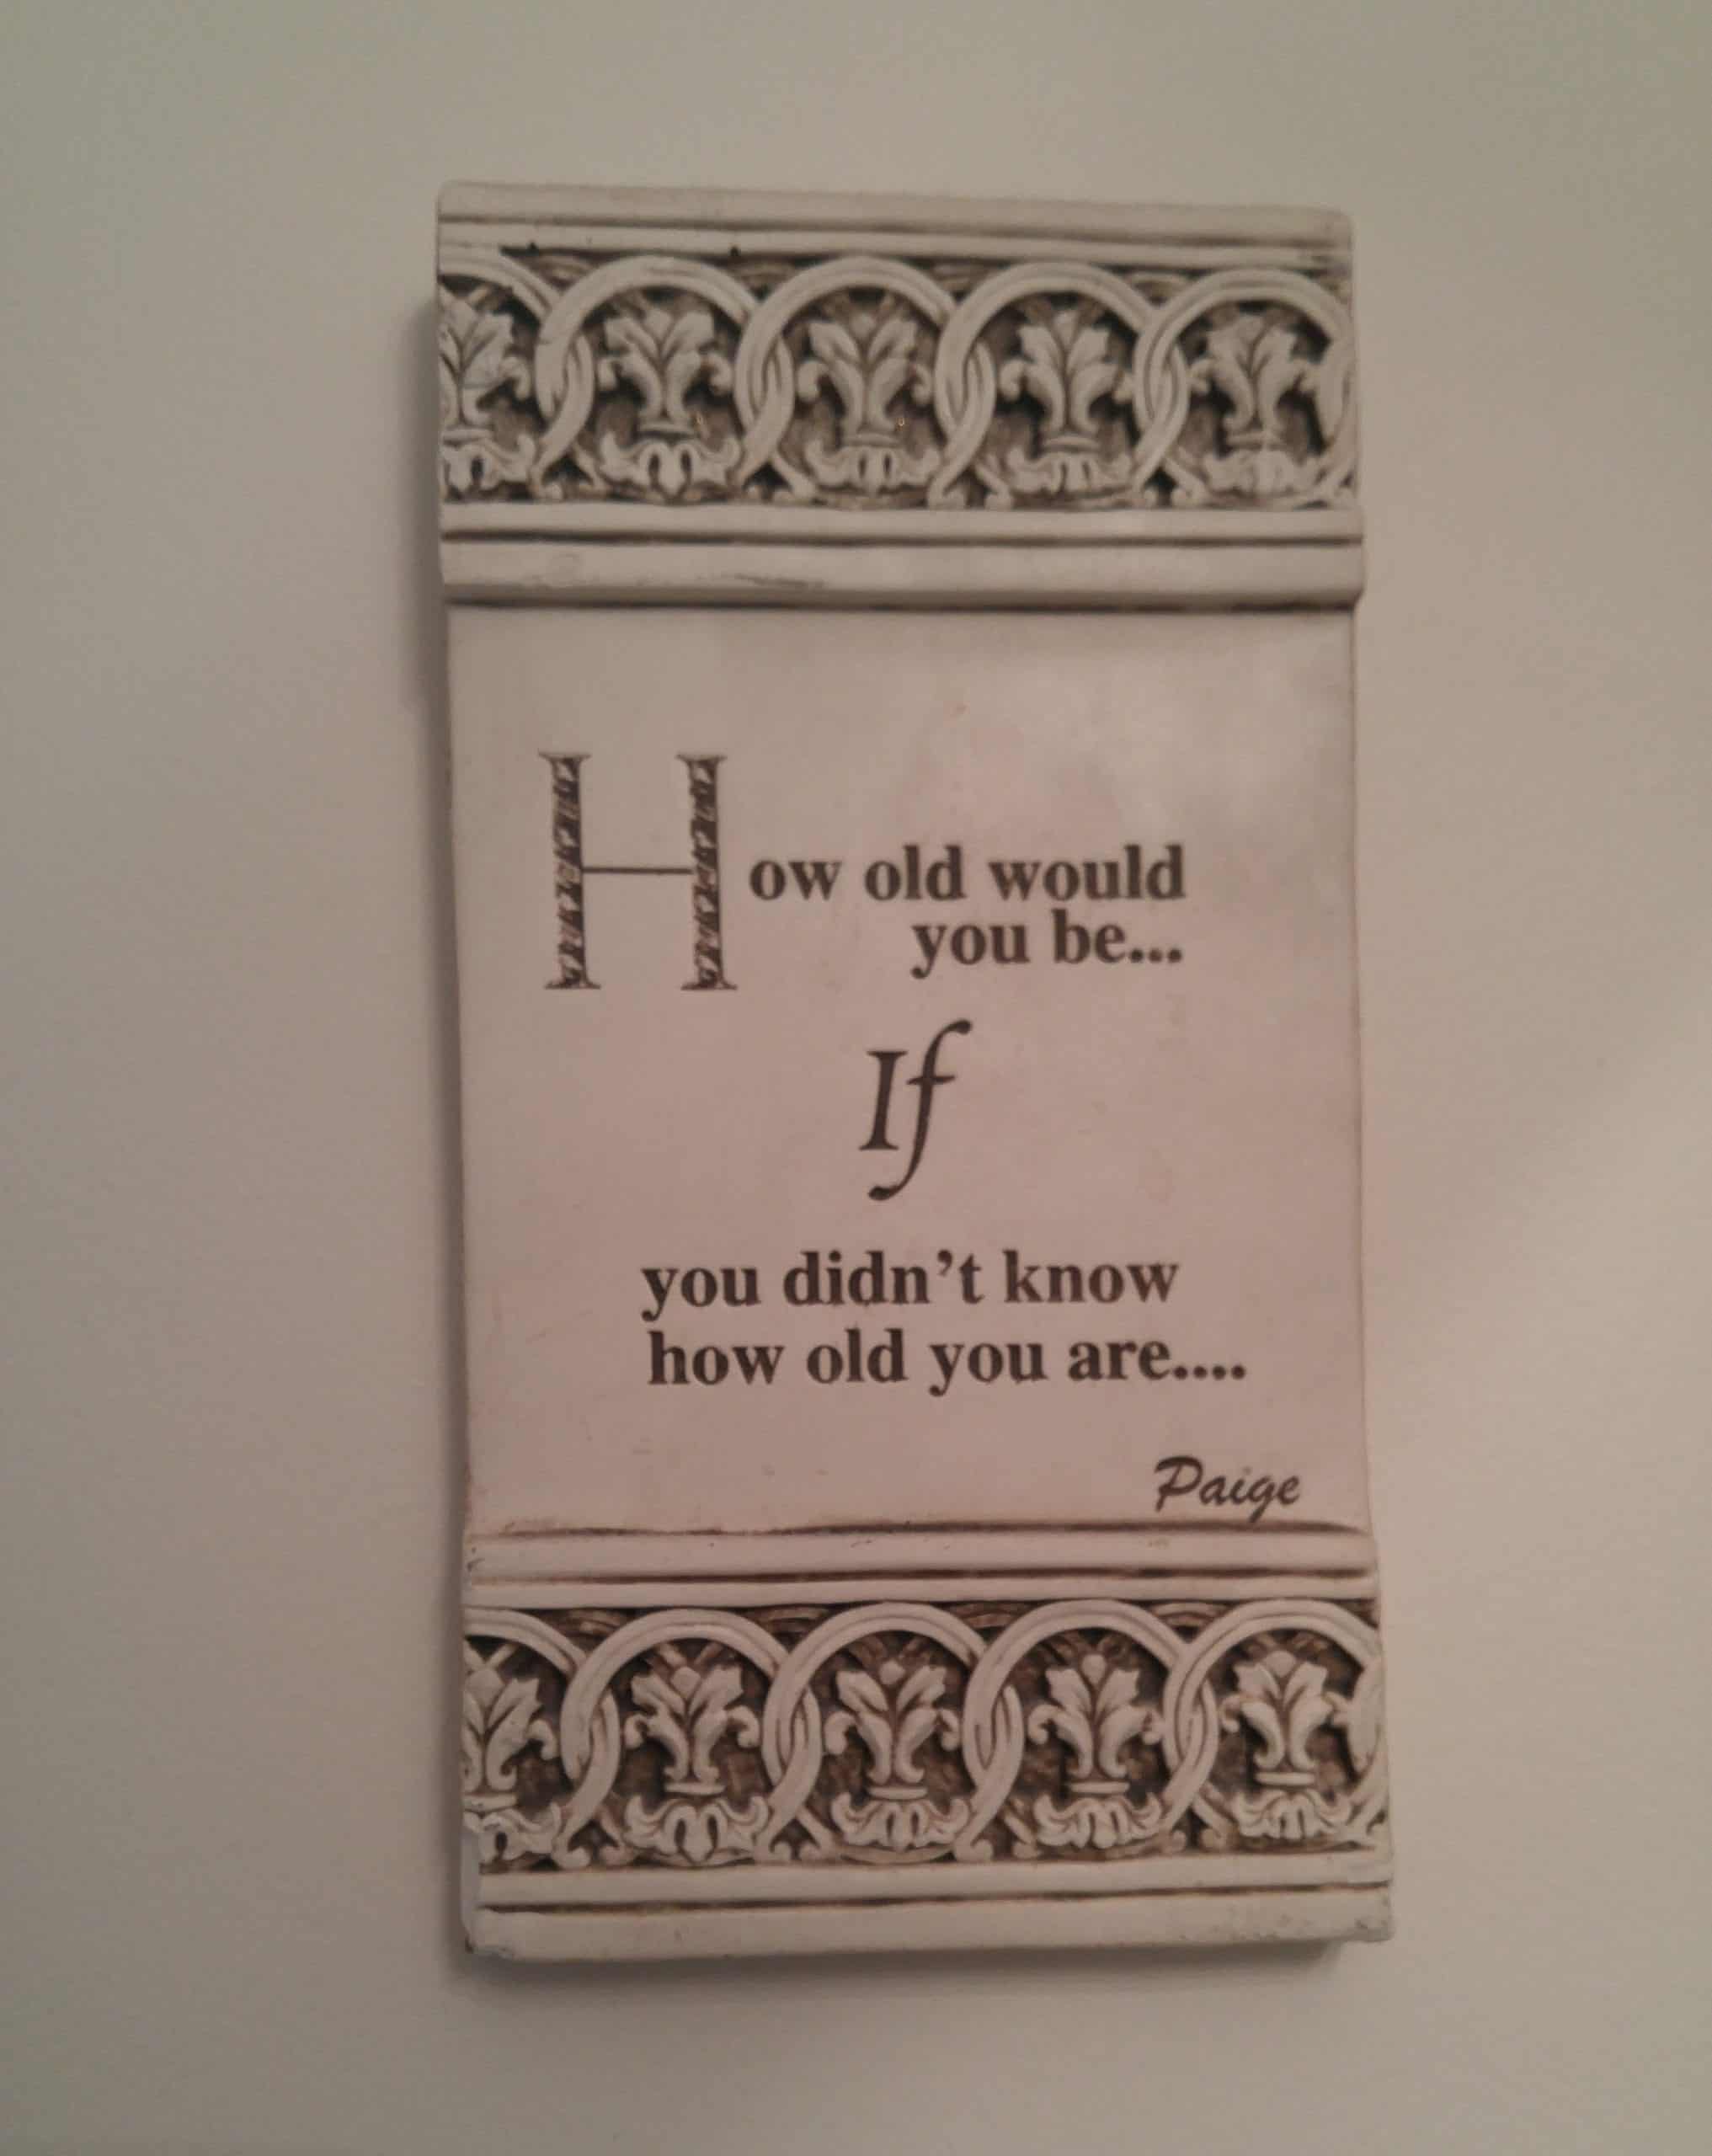 How old would
you be...
If
you didn't know
how old you are....
Paige